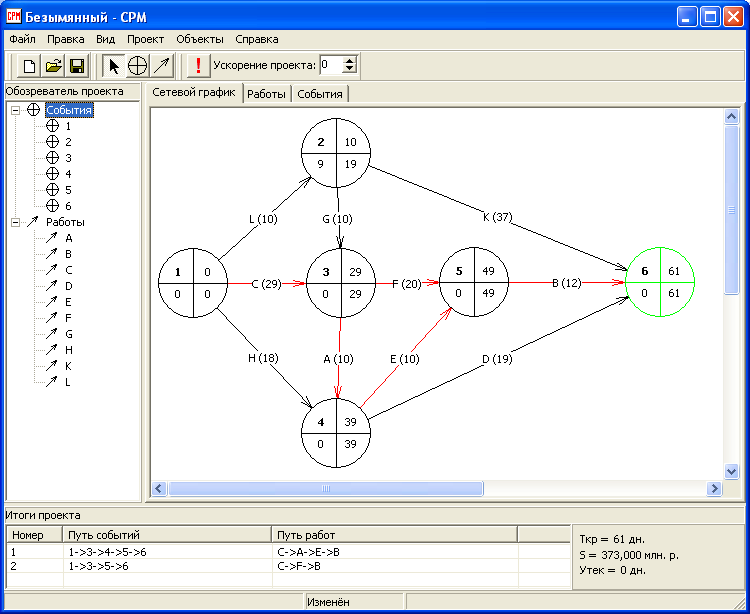 CPM Безымянный - CPM
Файл Правка Вид Проект Объекты Справка
! Ускорение проекта: 0
Обозреватель проекта
События
1
2
3
4
5
6
Работы
A
B
C
D
E
F
G
H
K
L
Сетевой график Работы События
2 10
9 19
L (10) G (10) K (37)
1 0
0 0
C (29)
3 29
0 29
F (20)
5 49
0 49
B (12)
6 61
0 61
H (18) A (10) E (10) D (19)
4 39
0 39
Итоги проекта
Номер Путь событий Путь работ
1 1->3->4->5->6 C->A->E->B
2 1->3->5->6 C->F->B
Tкр = 61 дн.
S = 373,000 млн. р.
Yтек = 0 дн.
Изменён